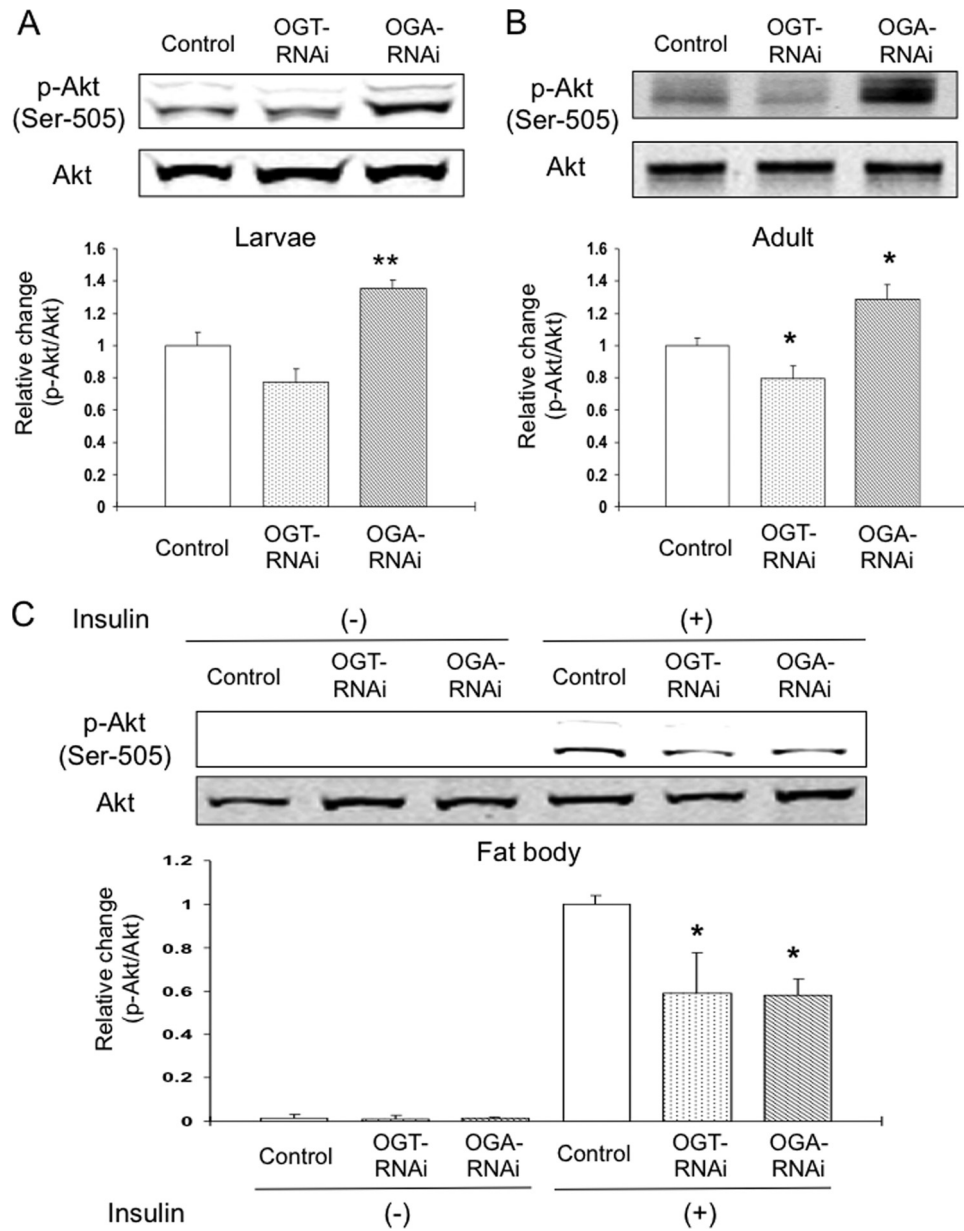 A
B
Control
OGT-
RNAi
OGA-
RNAi
Control
OGT-
RNAi
OGA-
RNAi
p-Akt
(Ser-505)
p-Akt
(Ser-505)
Akt
Akt
Larvae
Relative change
(p-Akt/Akt)
1.6
1.4
1.2
1
0.8
0.6
0.4
0.2
0
**
Control
OGT-
RNAi
OGA-
RNAi
Adult
Relative change
(p-Akt/Akt)
1.6
1.4
1.2
1
0.8
0.6
0.4
0.2
0
*
*
Control
OGT-
RNAi
OGA-
RNAi
C
Insulin
(-)
(+)
Control
OGT-
RNAi
OGA-
RNAi
Control
OGT-
RNAi
OGA-
RNAi
p-Akt
(Ser-505)
Akt
Fat body
Relative change
(p-Akt/Akt)
1.2
1
0.8
0.6
0.4
0.2
0
*
*
Control
OGT-
RNAi
OGA-
RNAi
Control
OGT-
RNAi
OGA-
RNAi
Insulin
(-)
(+)